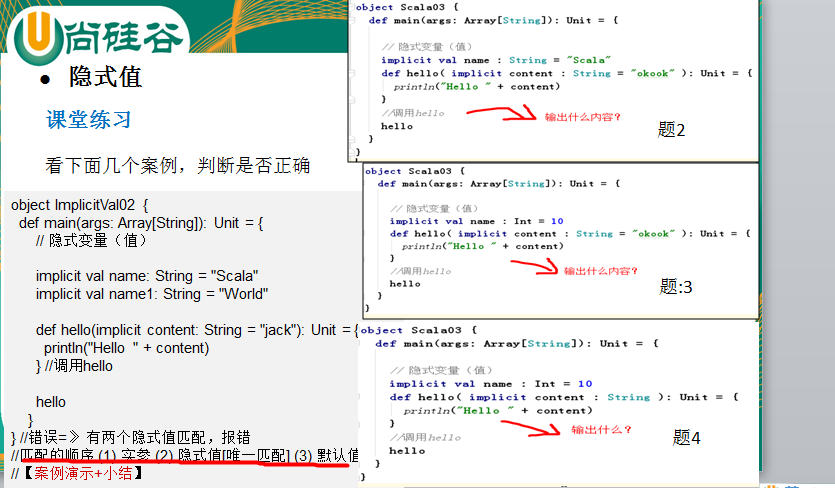 尚硅谷
● 隐式值
课堂练习
看下面几个案例，判断是否正确
object ImplicitVal02 {
def main(args: Array[String]): Unit = {
// 隐式变量（值）
implicit val name: String = "Scala"
implicit val name1: String = "World"
def hello(implicit content: String = "jack"): Unit = {
println("Hello " + content)
} //调用hello
hello
}
} //错误=》 有两个隐式值匹配，报错
//匹配的顺序 (1) 实参 (2) 隐式值[唯一匹配] (3) 默认值
//【案例演示+小结】
object Scala03 {
def main(args: Array[String]): Unit = {
// 隐式变量（值）
implicit val name : String = "Scala"
def hello( implicit content : String = "okook" ): Unit = {
println("Hello " + content)
}
//调用hello
hello
输出什么内容?
题2
}
}
object Scala03 {
def main(args: Array[String]): Unit = {
// 隐式变量（值）
implicit val name : Int = 10
def hello( implicit content : String = "okook" ): Unit = {
println("Hello " + content)
}
//调用hello
hello
输出什么内容?
题:3
}
}
object Scala03 {
def main(args: Array[String]): Unit = {
// 隐式变量（值）
implicit val name : Int = 10
def hello( implicit content : String ): Unit = {
println("Hello " + content)
}
//调用hello
hello
输出什么?
题4
}
}